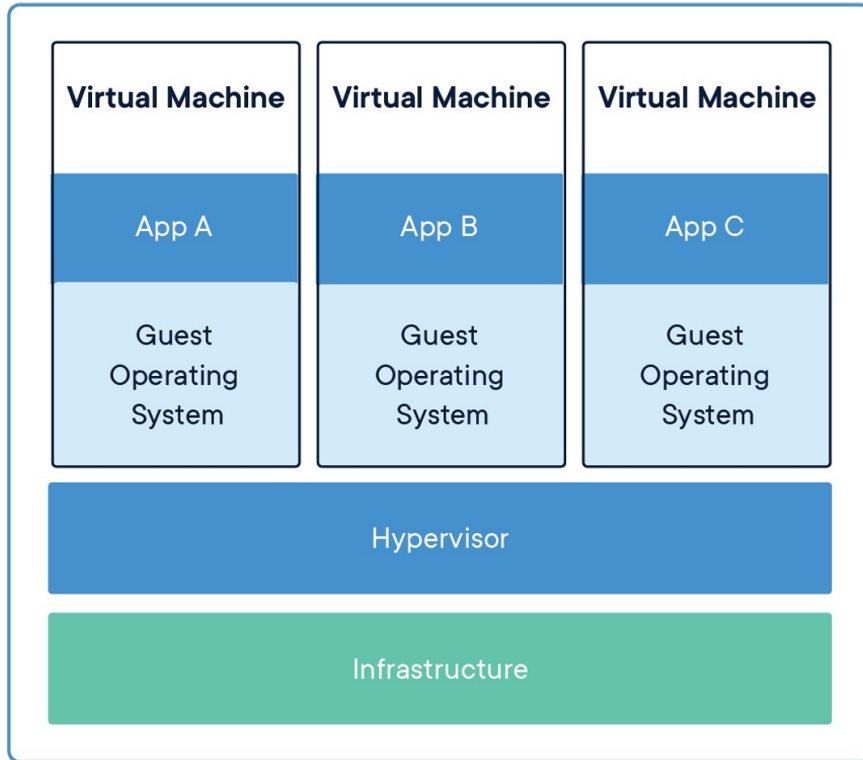 Virtual Machine
Virtual Machine
Virtual Machine
App A
App B
App C
Guest
Operating
System
Guest
Operating
System
Guest
Operating
System
Hypervisor
Infrastructure